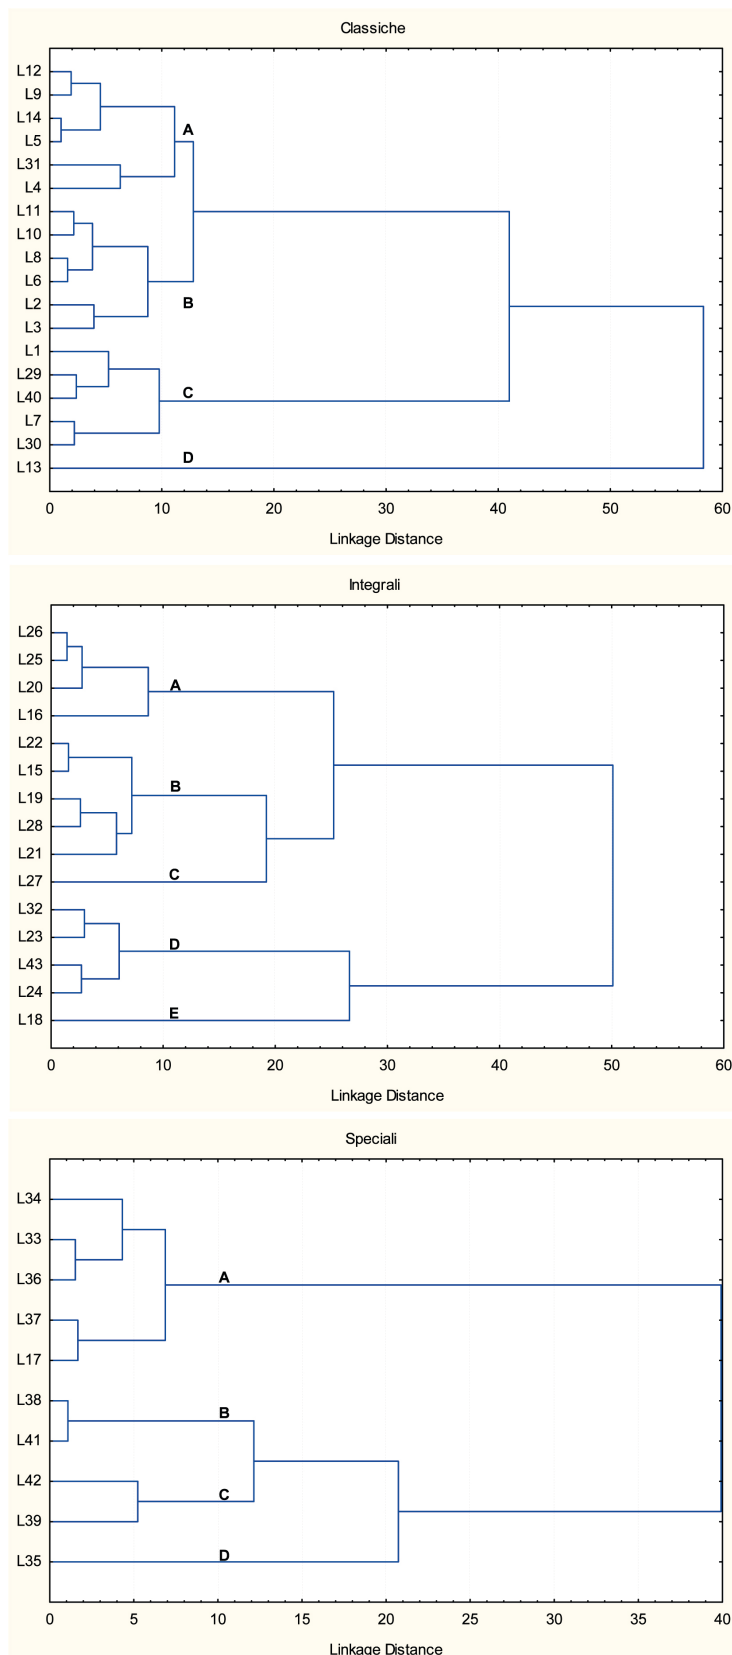 Classiche
L12
L9
L14
L5
A
L31
L4
L11
L10
L8
L6
L2
B
L3
L1
L29
L40
C
L7
L30
D
L13
0 10 20 30 40 50 60
Linkage Distance
Integrali
L26
L25
L20
A
L16
L22
L15
B
L19
L28
L21
C
L27
L32
L23
D
L43
L24
E
L18
0 10 20 30 40 50 60
Linkage Distance
Speciali
L34
L33
L36
A
L37
L17
L38
B
L41
L42
C
L39
D
L35
0 5 10 15 20 25 30 35 40
Linkage Distance